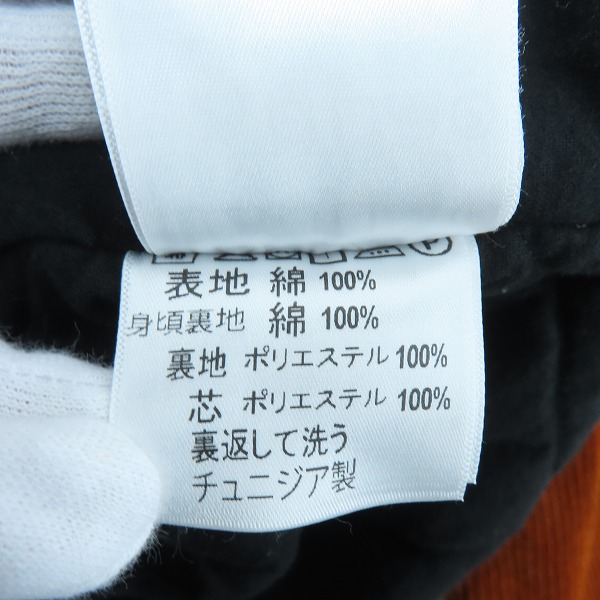 表地 綿 100%
身頃裏地 綿 100%
裏地 ポリエステル 100%
芯 ポリエステル 100%
裏返して洗う
チュニジア製